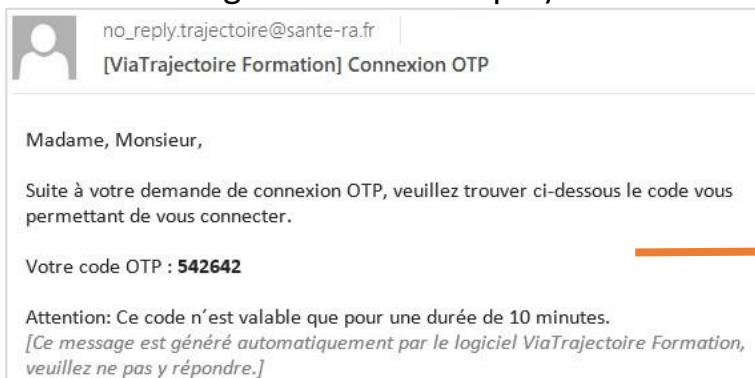 no_reply.trajectoire@sante-ra.fr
[ViaTrajectoire Formation] Connexion OTP
Madame, Monsieur,
Suite à votre demande de connexion OTP, veuillez trouver ci-dessous le code vous
permettant de vous connecter.
Votre code OTP : 542642
Attention: Ce code n´est valable que pour une durée de 10 minutes.
[Ce message est généré automatiquement par le logiciel ViaTrajectoire Formation,
veuillez ne pas y répondre.]